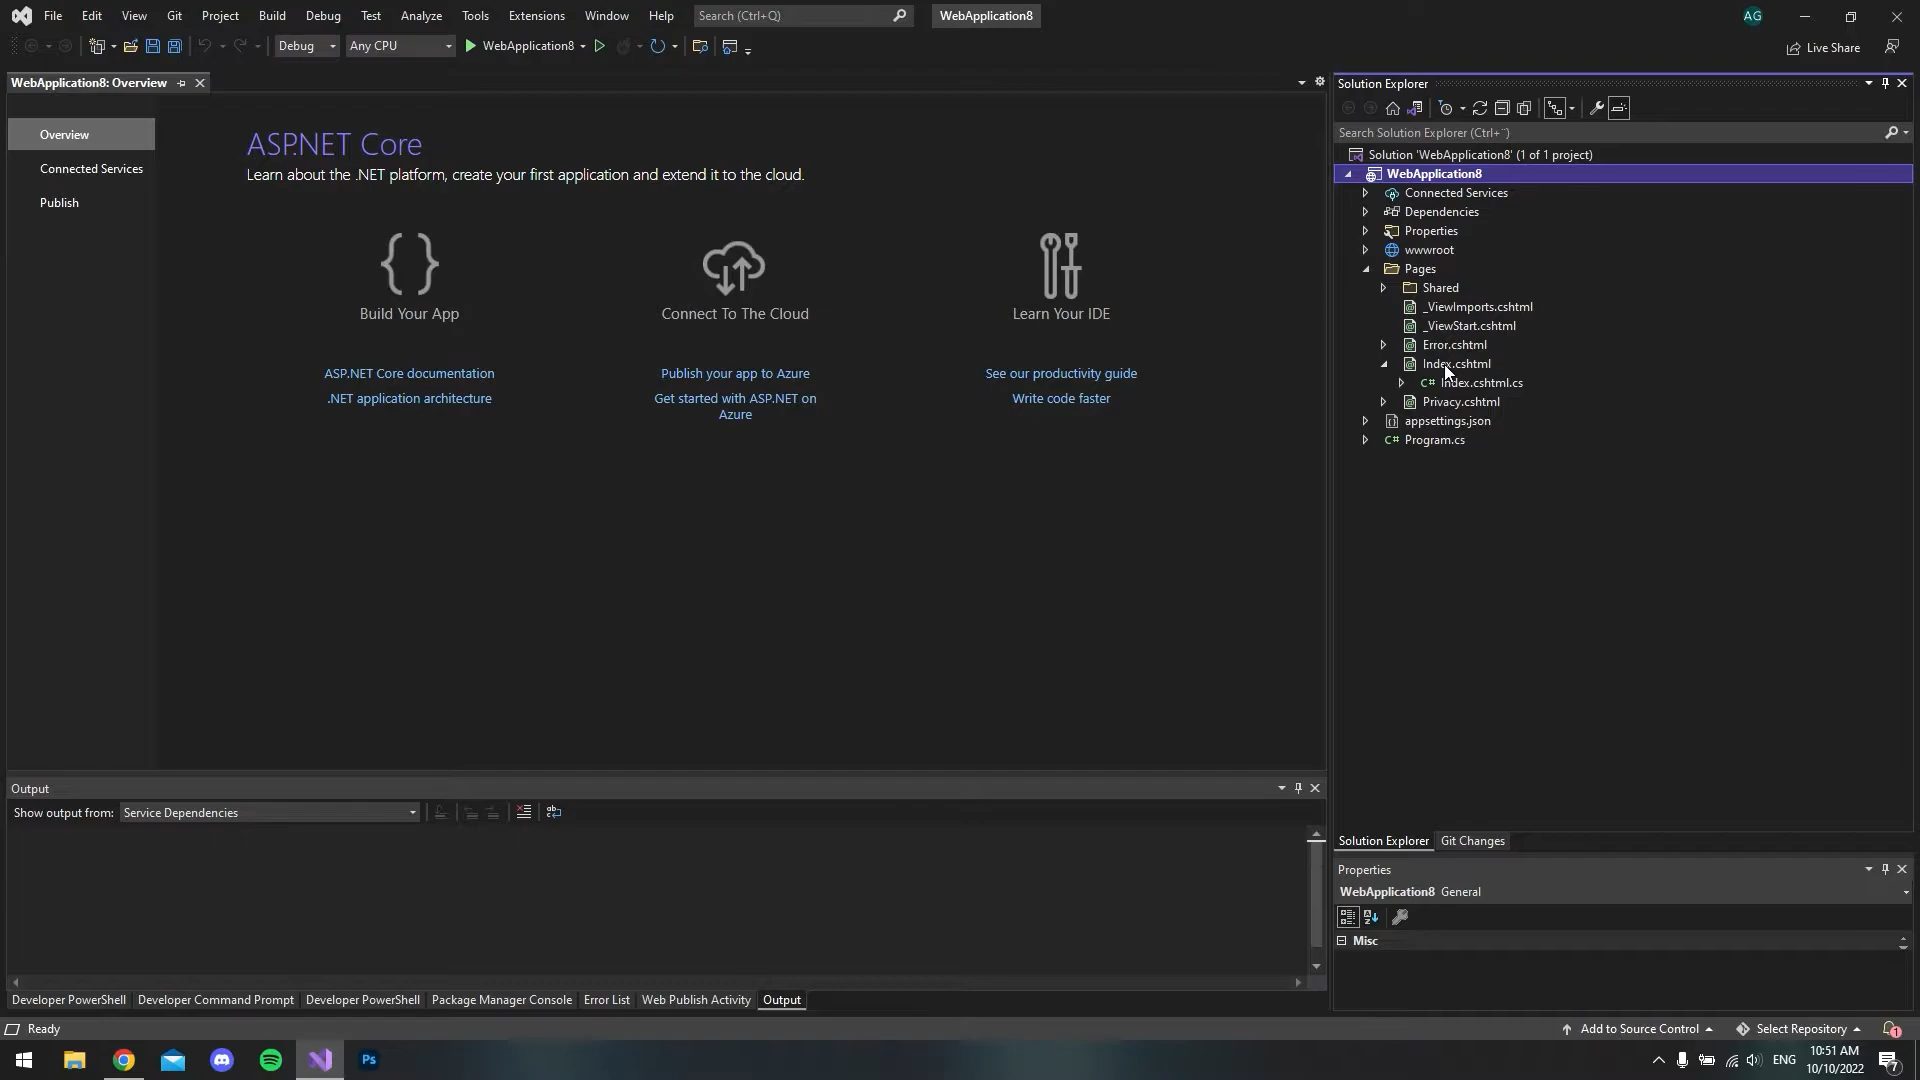 File Edit View Git Project Build Debug Test Analyze Tools Extensions Window Help Search (Ctrl+Q) WebApplication8 AG
Debug Any CPU WebApplication8 Live Share
WebApplication8: Overview
Overview
Connected Services
Publish
ASP.NET Core
Learn about the .NET platform, create your first application and extend it to the cloud.
Build Your App
ASP.NET Core documentation
.NET application architecture
Connect To The Cloud
Publish your app to Azure
Get started with ASP.NET on
Azure
Learn Your IDE
See our productivity guide
Write code faster
Solution Explorer
Search Solution Explorer (Ctrl+¨)
Solution 'WebApplication8' (1 of 1 project)
WebApplication8
Connected Services
Dependencies
Properties
wwwroot
Pages
Shared
_ViewImports.cshtml
_ViewStart.cshtml
Error.cshtml
Index.cshtml
C# Index.cshtml.cs
Privacy.cshtml
appsettings.json
C# Program.cs
Output
Show output from: Service Dependencies
Solution Explorer Git Changes
Properties
WebApplication8 General
Misc
Developer PowerShell Developer Command Prompt Developer PowerShell Package Manager Console Error List Web Publish Activity Output
Ready Add to Source Control Select Repository 1
Ps ENG 10:51 AM
10/10/2022 7